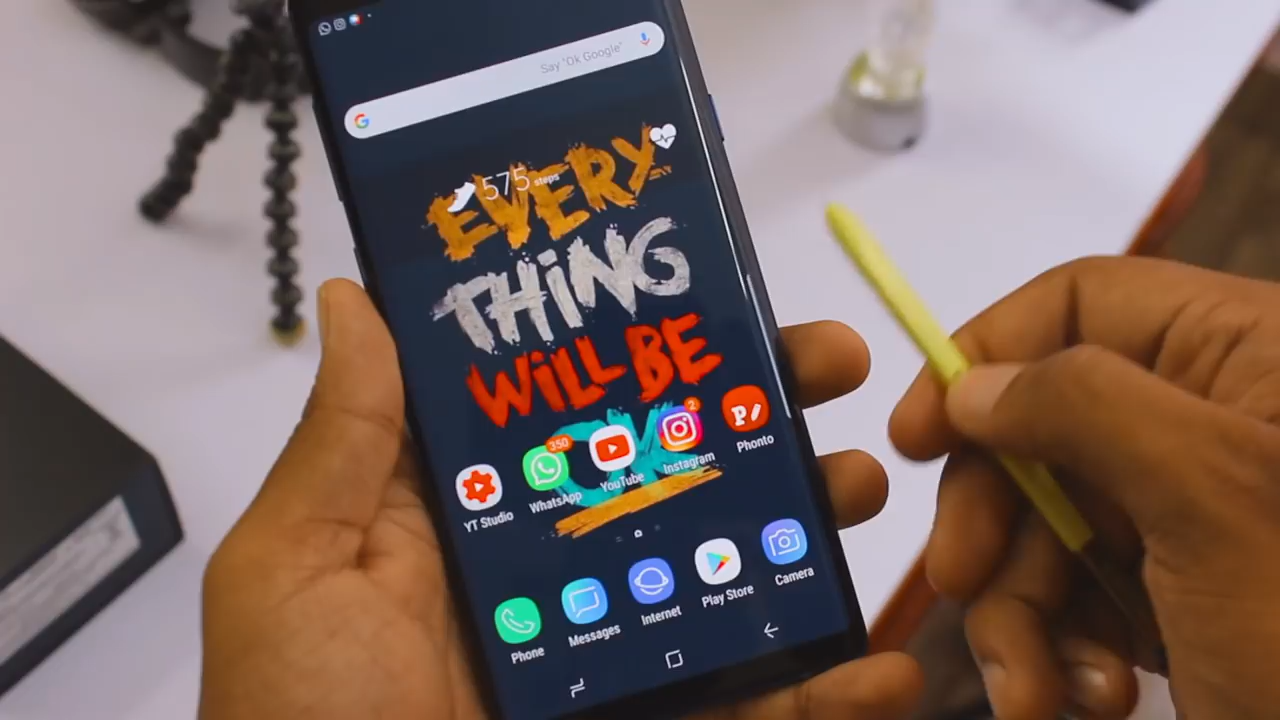 Say "Ok Google"
575 steps
EVERY
THiNG
WiLL BE
OK
350
2
YT Studio
WhatsApp
YouTube
Instagram
Phonto
Phone
Messages
Internet
Play Store
Camera